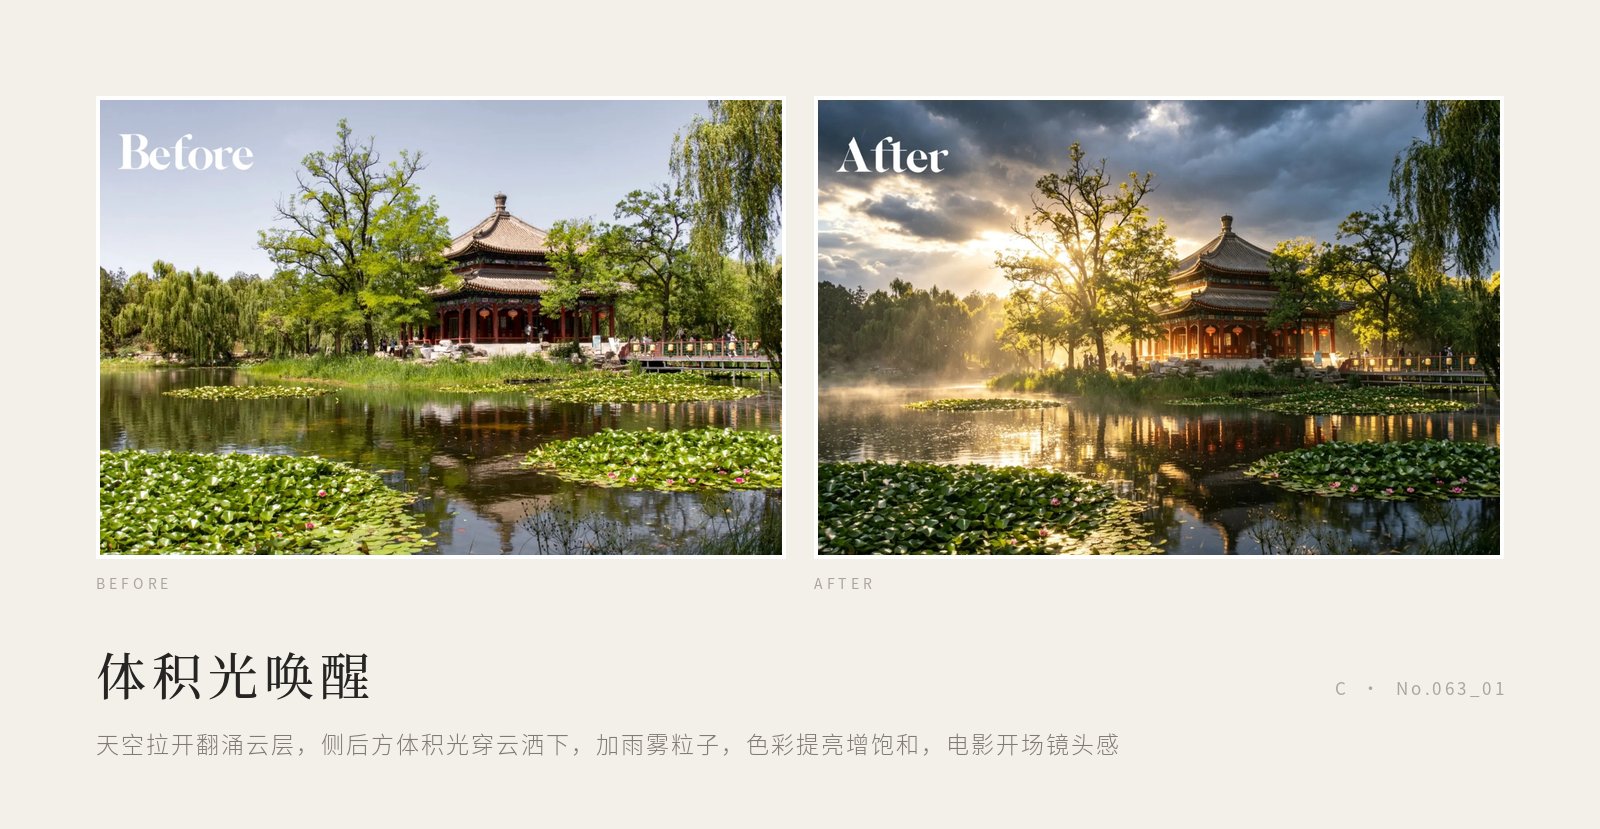 Before
After
BEFORE
AFTER
体积光唤醒
C · No.063_01
天空拉开翻涌云层，侧后方体积光穿云洒下，加雨雾粒子，色彩提亮增饱和，电影开场镜头感